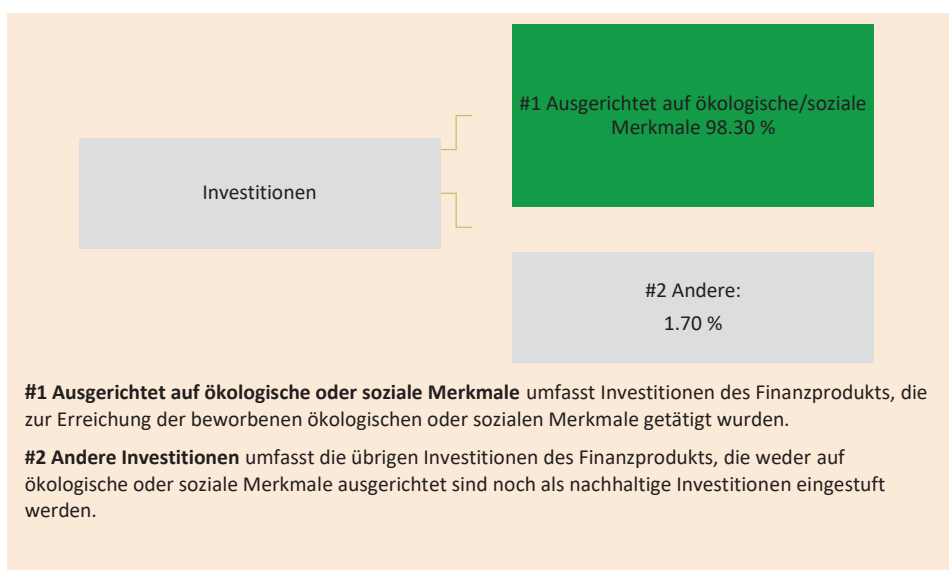 #1 Ausgerichtet auf ökologische/soziale
Merkmale 98.30 %
Investitionen
#2 Andere:
1.70 %
#1 Ausgerichtet auf ökologische oder soziale Merkmale umfasst Investitionen des Finanzprodukts, die
zur Erreichung der beworbenen ökologischen oder sozialen Merkmale getätigt wurden.
#2 Andere Investitionen umfasst die übrigen Investitionen des Finanzprodukts, die weder auf
ökologische oder soziale Merkmale ausgerichtet sind noch als nachhaltige Investitionen eingestuft
werden.